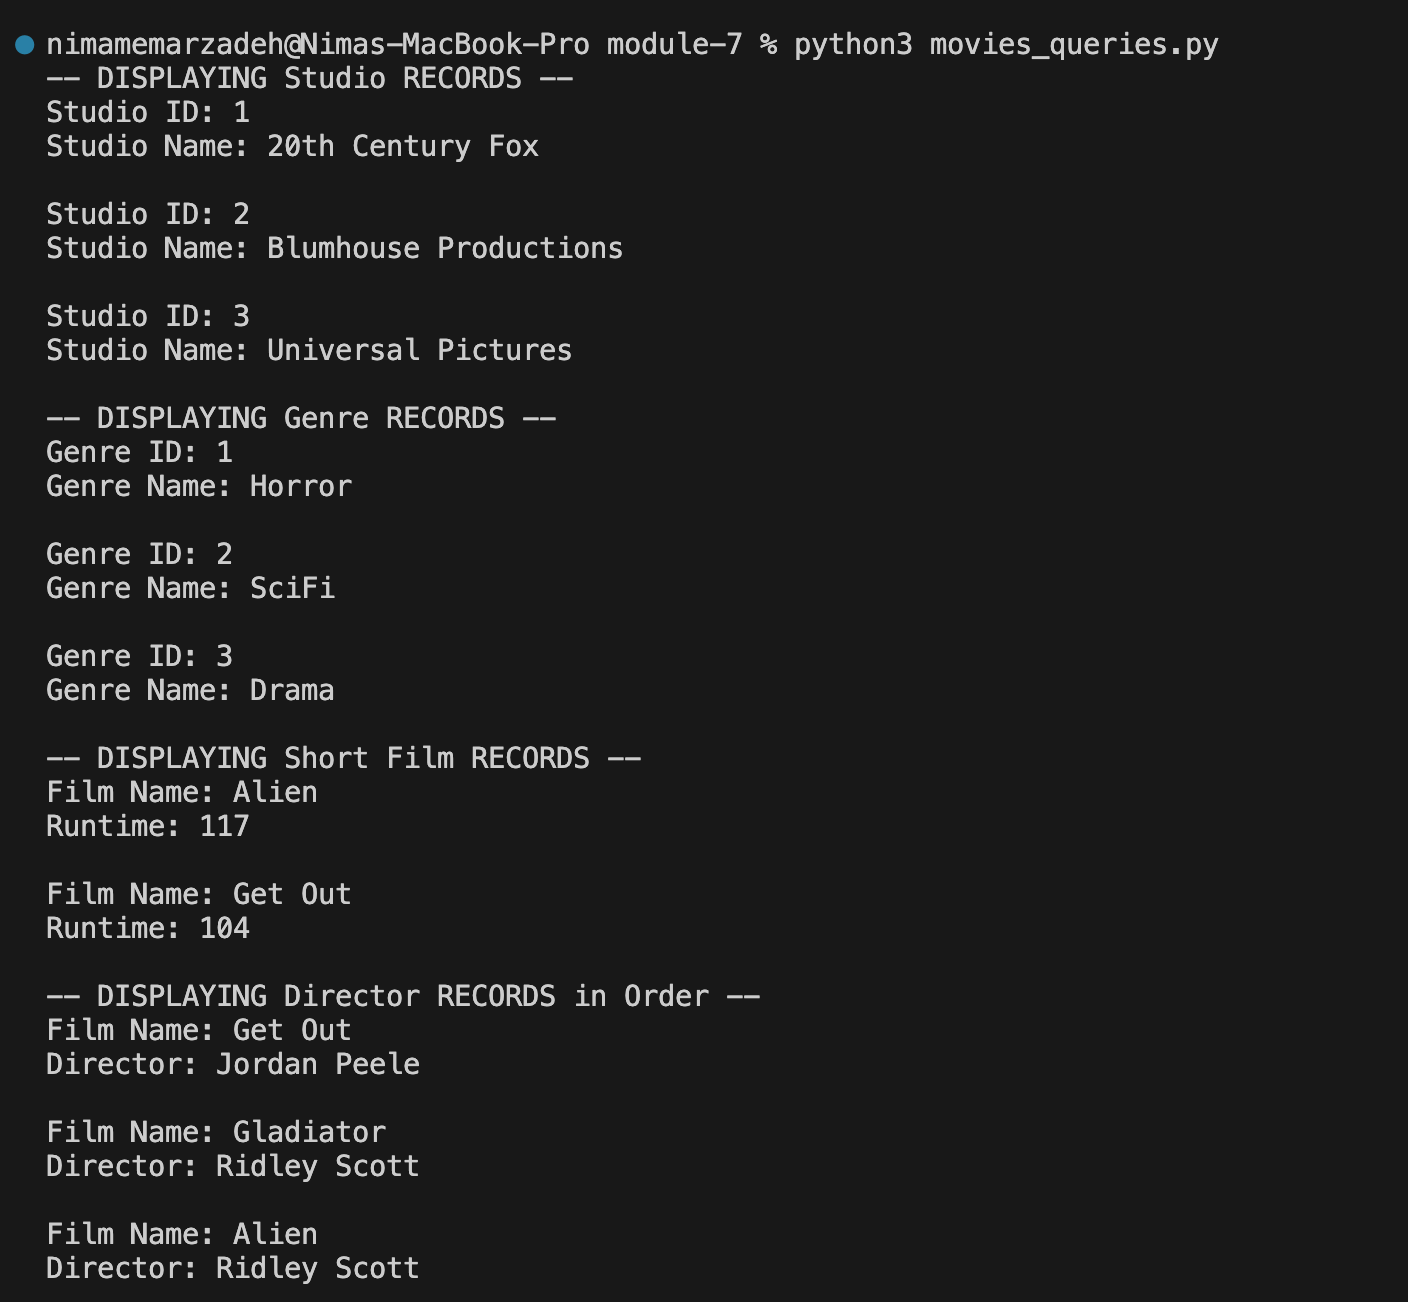 nimamemarzadeh@Nimas-MacBook-Pro module-7 % python3 movies_queries.py
-- DISPLAYING Studio RECORDS --
Studio ID: 1
Studio Name: 20th Century Fox

Studio ID: 2
Studio Name: Blumhouse Productions

Studio ID: 3
Studio Name: Universal Pictures

-- DISPLAYING Genre RECORDS --
Genre ID: 1
Genre Name: Horror

Genre ID: 2
Genre Name: SciFi

Genre ID: 3
Genre Name: Drama

-- DISPLAYING Short Film RECORDS --
Film Name: Alien
Runtime: 117

Film Name: Get Out
Runtime: 104

-- DISPLAYING Director RECORDS in Order --
Film Name: Get Out
Director: Jordan Peele

Film Name: Gladiator
Director: Ridley Scott

Film Name: Alien
Director: Ridley Scott